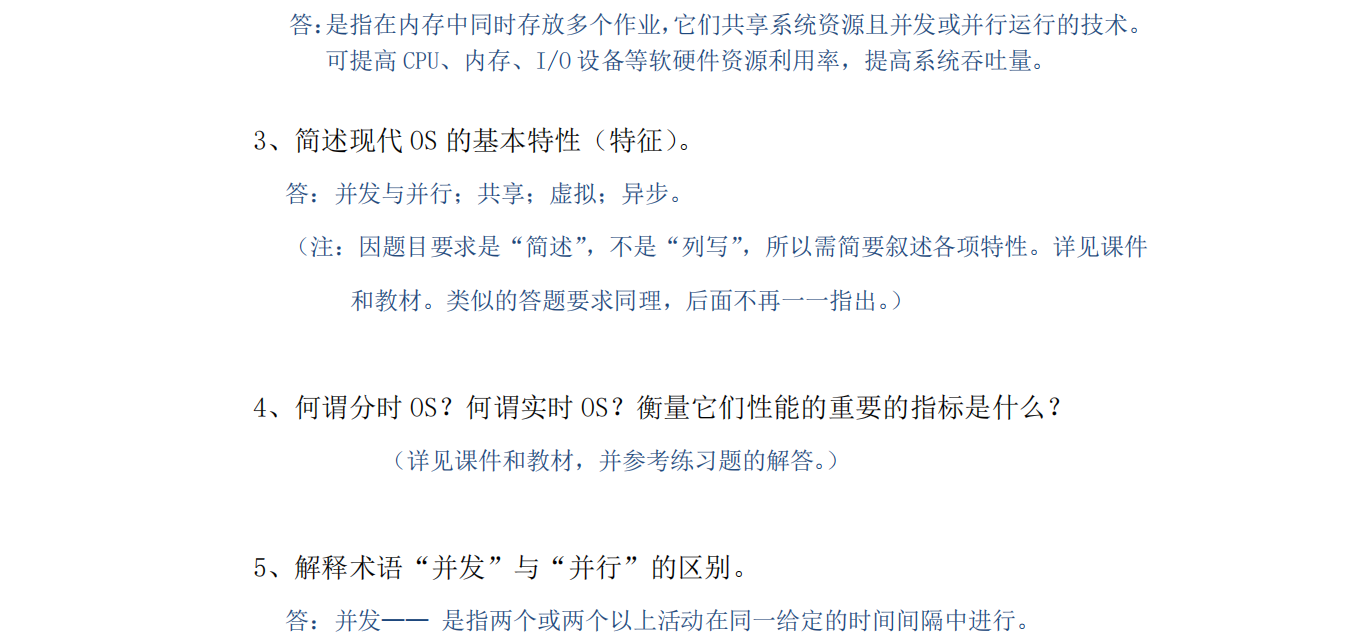 答：是指在内存中同时存放多个作业，它们共享系统资源且并发或并行运行的技术。
可提高 CPU、内存、I/O 设备等软硬件资源利用率，提高系统吞吐量。
3、简述现代 OS 的基本特性（特征）。
答：并发与并行；共享；虚拟；异步。
（注：因题目要求是“简述”，不是“列写”，所以需简要叙述各项特性。详见课件
和教材。类似的答题要求同理，后面不再一一指出。）
4、何谓分时 OS？何谓实时 OS？衡量它们性能的重要的指标是什么？
（详见课件和教材，并参考练习题的解答。）
5、解释术语“并发”与“并行”的区别。
答：并发—— 是指两个或两个以上活动在同一给定的时间间隔中进行。